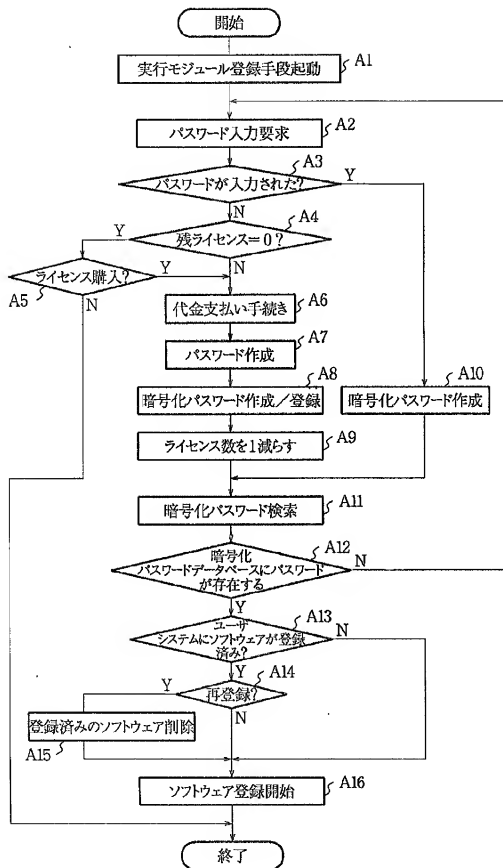 開始
実行モジュール登録手段起動
A1
パスワード入力要求
A2
パスワードが入力された?
A3
Y
N
残ライセンス=0?
A4
Y
N
ライセンス購入?
A5
Y
N
代金支払い手続き
A6
パスワード作成
A7
暗号化パスワード作成/登録
A8
暗号化パスワード作成
A10
ライセンス数を1減らす
A9
暗号化パスワード検索
A11
暗号化
パスワードデータベースにパスワード
が存在する
A12
N
Y
ユーザ
システムにソフトウェアが登録
済み?
A13
N
Y
再登録?
A14
Y
N
登録済みのソフトウェア削除
A15
ソフトウェア登録開始
A16
終了